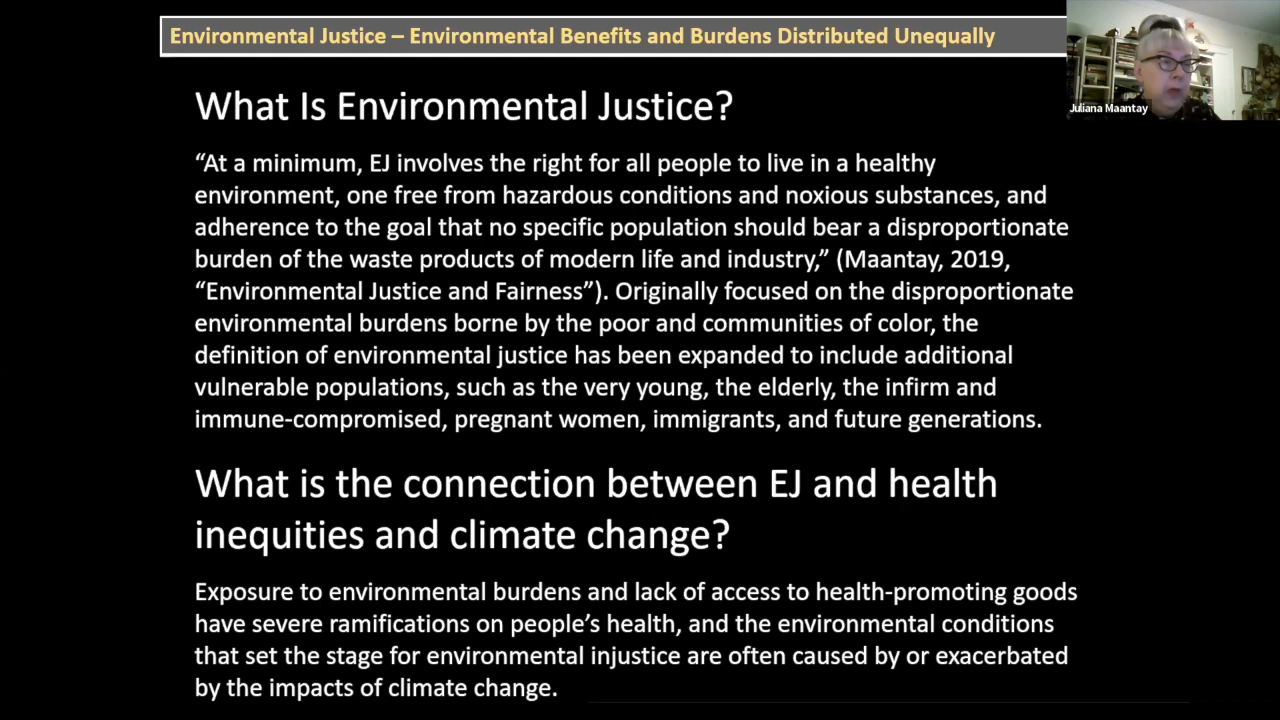 Environmental Justice – Environmental Benefits and Burdens Distributed Unequally
Juliana Maantay
What Is Environmental Justice?
“At a minimum, EJ involves the right for all people to live in a healthy
environment, one free from hazardous conditions and noxious substances, and
adherence to the goal that no specific population should bear a disproportionate
burden of the waste products of modern life and industry,” (Maantay, 2019,
“Environmental Justice and Fairness”). Originally focused on the disproportionate
environmental burdens borne by the poor and communities of color, the
definition of environmental justice has been expanded to include additional
vulnerable populations, such as the very young, the elderly, the infirm and
immune-compromised, pregnant women, immigrants, and future generations.
What is the connection between EJ and health
inequities and climate change?
Exposure to environmental burdens and lack of access to health-promoting goods
have severe ramifications on people’s health, and the environmental conditions
that set the stage for environmental injustice are often caused by or exacerbated
by the impacts of climate change.